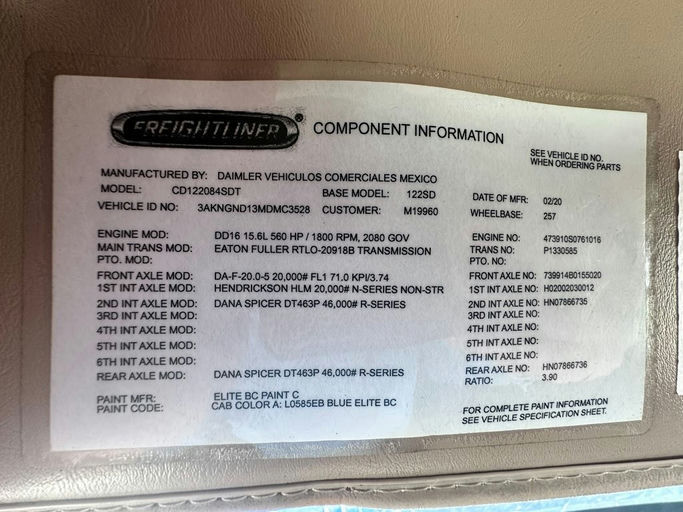 FREIGHTLINER® COMPONENT INFORMATION
SEE VEHICLE ID NO.
WHEN ORDERING PARTS
MANUFACTURED BY: DAIMLER VEHICULOS COMERCIALES MEXICO
MODEL: CD122084SDT BASE MODEL: 122SD DATE OF MFR: 02/20
VEHICLE ID NO: 3AKNGND13MDMC3528 CUSTOMER: M19960 WHEELBASE: 257
ENGINE MOD: DD16 15.6L 560 HP / 1800 RPM, 2080 GOV ENGINE NO: 473910S0761016
MAIN TRANS MOD: EATON FULLER RTLO-20918B TRANSMISSION TRANS NO: P1330585
PTO. MOD: PTO. NO:
FRONT AXLE MOD: DA-F-20.0-5 20,000# FL1 71.0 KPI/3.74 FRONT AXLE NO: 739914B0155020
1ST INT AXLE MOD: HENDRICKSON HLM 20,000# N-SERIES NON-STR 1ST INT AXLE NO: H02002030012
2ND INT AXLE MOD: DANA SPICER DT463P 46,000# R-SERIES 2ND INT AXLE NO: HN07866735
3RD INT AXLE MOD: 3RD INT AXLE NO:
4TH INT AXLE MOD: 4TH INT AXLE NO:
5TH INT AXLE MOD: 5TH INT AXLE NO:
6TH INT AXLE MOD: 6TH INT AXLE NO:
REAR AXLE MOD: DANA SPICER DT463P 46,000# R-SERIES REAR AXLE NO: HN07866736
RATIO: 3.90
PAINT MFR: ELITE BC PAINT C
PAINT CODE: CAB COLOR A: L0585EB BLUE ELITE BC
FOR COMPLETE PAINT INFORMATION
SEE VEHICLE SPECIFICATION SHEET.